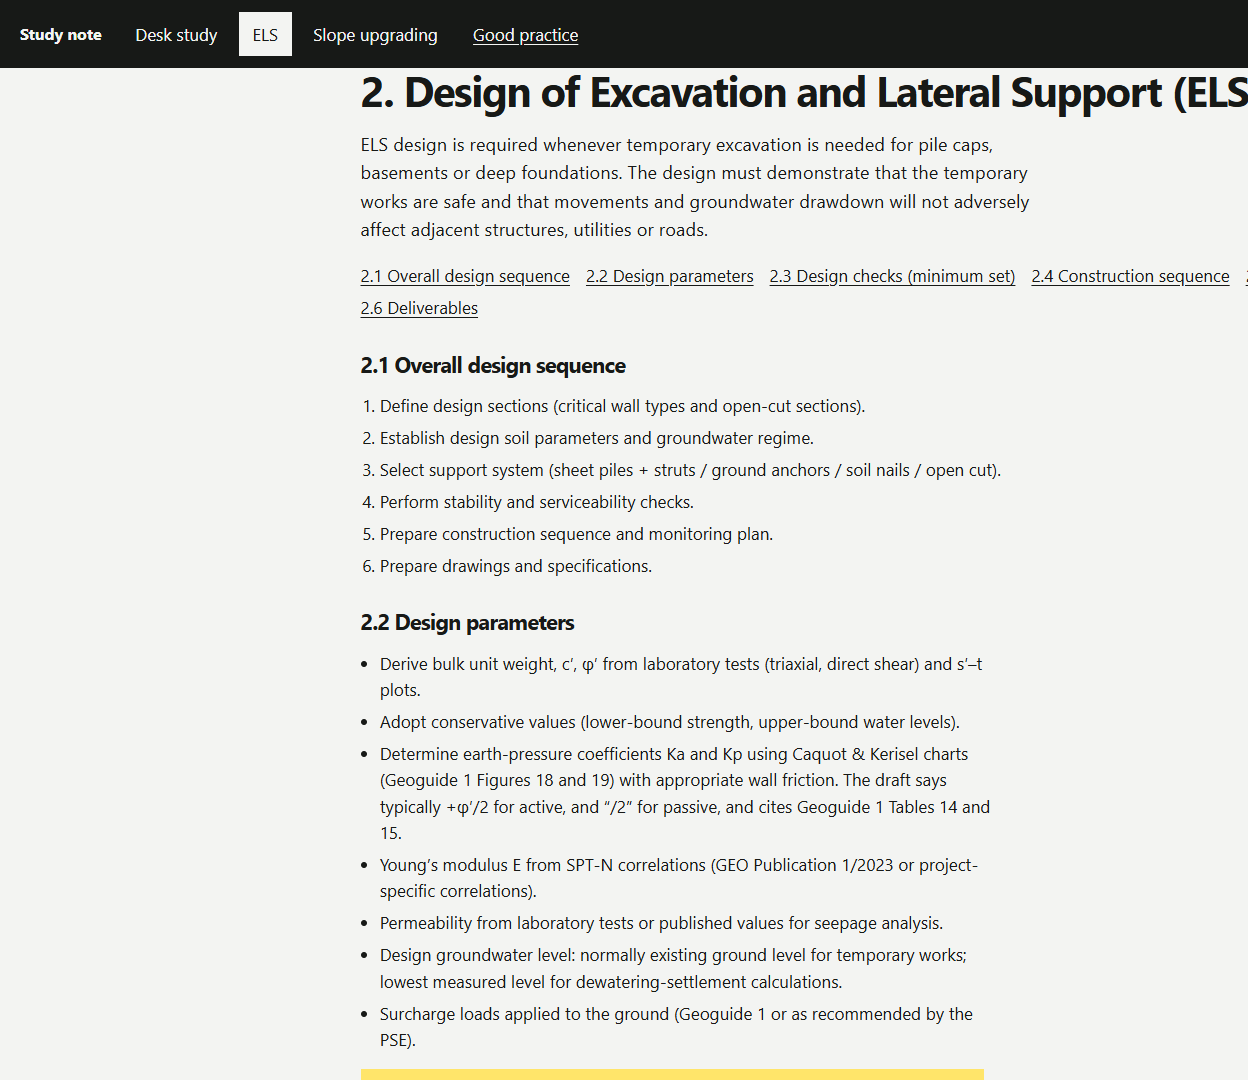 Study note
Desk study
ELS
Slope upgrading
Good practice
2. Design of Excavation and Lateral Support (ELS
ELS design is required whenever temporary excavation is needed for pile caps,
basements or deep foundations. The design must demonstrate that the temporary
works are safe and that movements and groundwater drawdown will not adversely
affect adjacent structures, utilities or roads.
2.1 Overall design sequence 2.2 Design parameters 2.3 Design checks (minimum set) 2.4 Construction sequence
2.6 Deliverables
2.1 Overall design sequence
1. Define design sections (critical wall types and open-cut sections).
2. Establish design soil parameters and groundwater regime.
3. Select support system (sheet piles + struts / ground anchors / soil nails / open cut).
4. Perform stability and serviceability checks.
5. Prepare construction sequence and monitoring plan.
6. Prepare drawings and specifications.
2.2 Design parameters
• Derive bulk unit weight, c′, φ′ from laboratory tests (triaxial, direct shear) and s′–t
plots.
• Adopt conservative values (lower-bound strength, upper-bound water levels).
• Determine earth-pressure coefficients Ka and Kp using Caquot & Kerisel charts
(Geoguide 1 Figures 18 and 19) with appropriate wall friction. The draft says
typically +φ′/2 for active, and “/2” for passive, and cites Geoguide 1 Tables 14 and
15.
• Young’s modulus E from SPT-N correlations (GEO Publication 1/2023 or project-
specific correlations).
• Permeability from laboratory tests or published values for seepage analysis.
• Design groundwater level: normally existing ground level for temporary works;
lowest measured level for dewatering-settlement calculations.
• Surcharge loads applied to the ground (Geoguide 1 or as recommended by the
PSE).